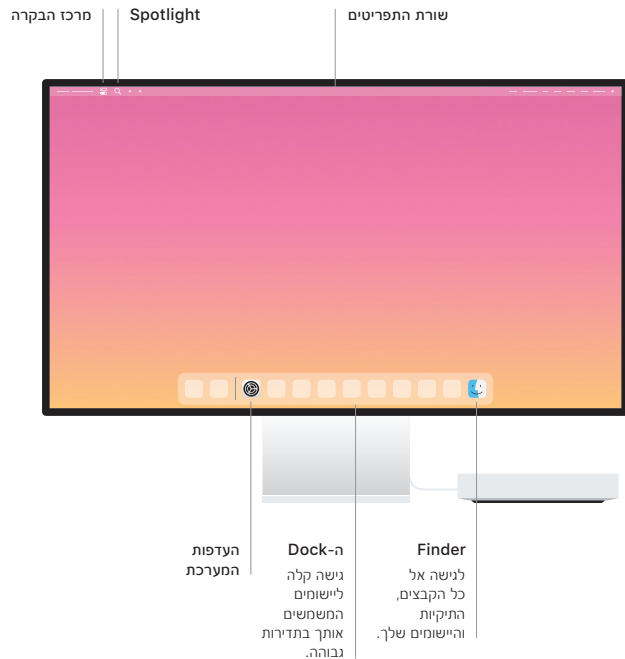 שורת התפריטים
Spotlight
מרכז הבקרה
Finder
לגישה אל
כל הקבצים,
התיקיות
והיישומים שלך.
ה-Dock
גישה קלה
ליישומים
המשמשים
אותך בתדירות
גבוהה.
העדפות
המערכת